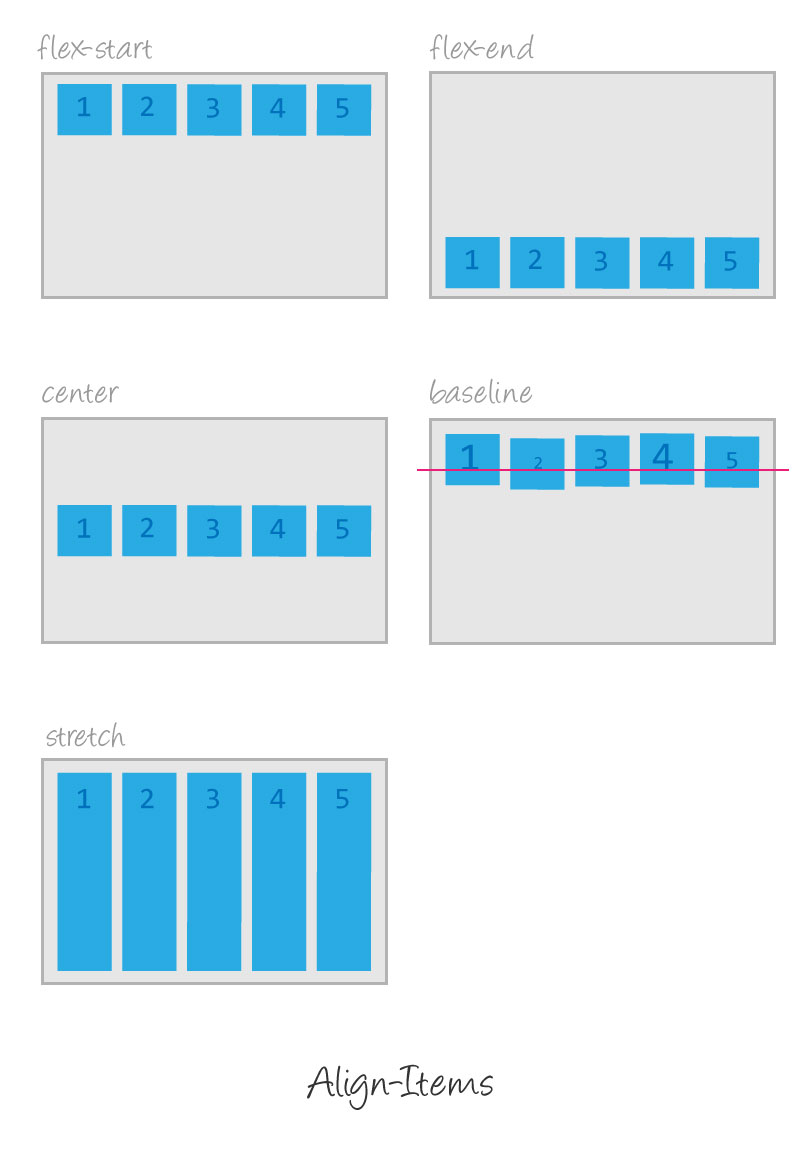 flex-start
1 2 3 4 5
flex-end
1 2 3 4 5
center
1 2 3 4 5
baseline
1 2 3 4 5
stretch
1 2 3 4 5
Align-Items